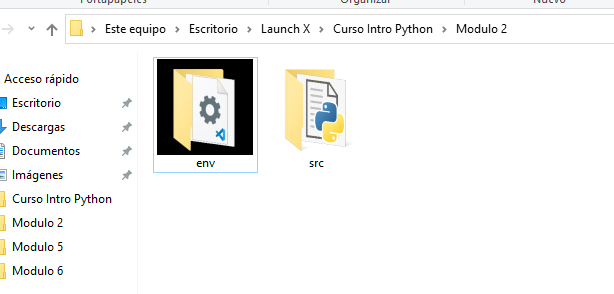 Portapapeles Organizar Nuevo
Este equipo > Escritorio > Launch X > Curso Intro Python > Modulo 2
Acceso rápido
Escritorio
Descargas
Documentos
Imágenes
Curso Intro Python
Modulo 2
Modulo 5
Modulo 6
env
src